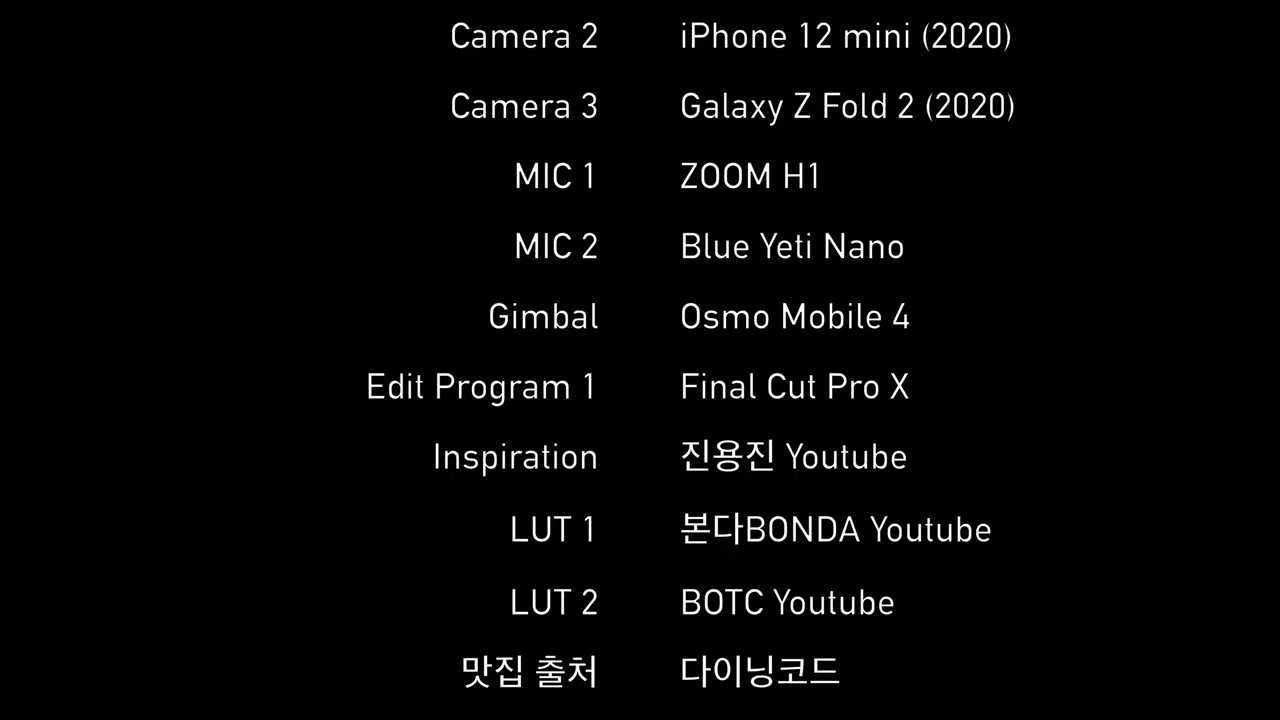 Camera 2 iPhone 12 mini (2020)
Camera 3 Galaxy Z Fold 2 (2020)
MIC 1 ZOOM H1
MIC 2 Blue Yeti Nano
Gimbal Osmo Mobile 4
Edit Program 1 Final Cut Pro X
Inspiration 진용진 Youtube
LUT 1 본다BONDA Youtube
LUT 2 BOTC Youtube
맛집 출처 다이닝코드